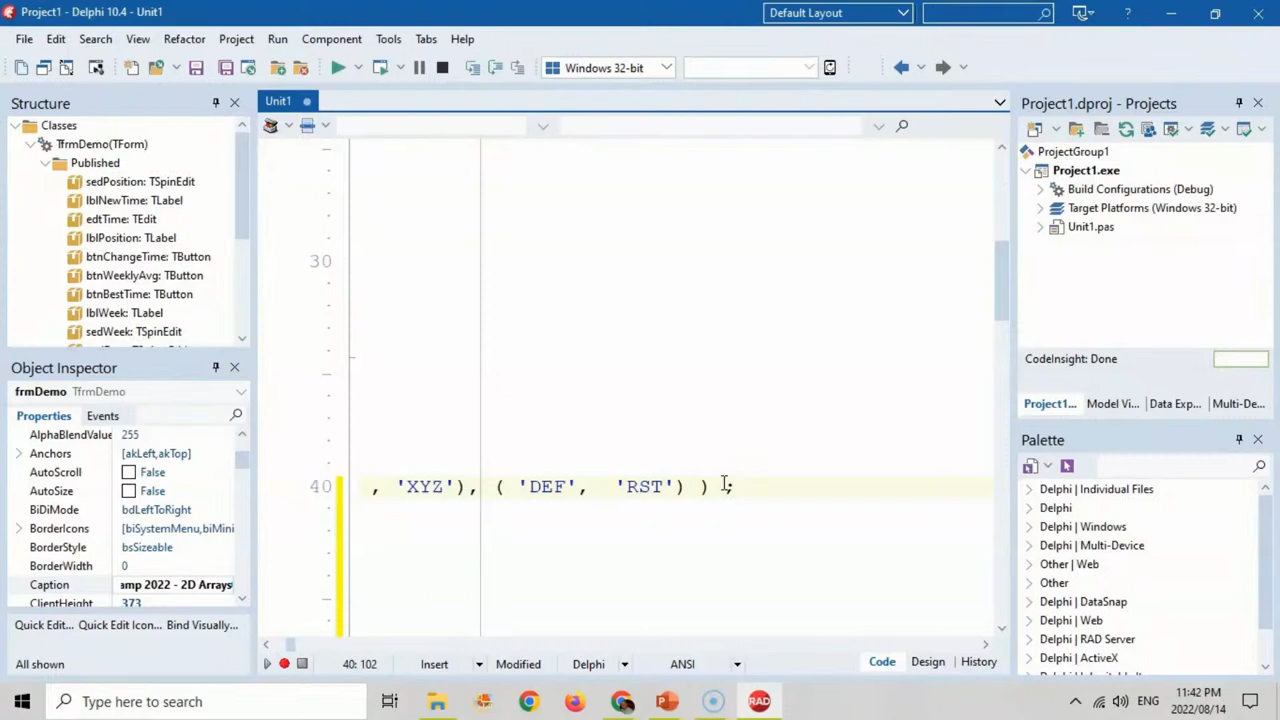 Project1 - Delphi 10.4 - Unit1
Default Layout
?
File Edit Search View Refactor Project Run Component Tools Tabs Help
Windows 32-bit
Structure
Classes
TfrmDemo(TForm)
Published
sedPosition: TSpinEdit
lblNewTime: TLabel
edtTime: TEdit
lblPosition: TLabel
btnChangeTime: TButton
btnWeeklyAvg: TButton
btnBestTime: TButton
lblWeek: TLabel
sedWeek: TSpinEdit
Object Inspector
frmDemo TfrmDemo
Properties Events
AlphaBlendValue 255
Anchors [akLeft,akTop]
AutoScroll False
AutoSize False
BiDiMode bdLeftToRight
BorderIcons [biSystemMenu,biMini
BorderStyle bsSizeable
BorderWidth 0
Caption amp 2022 - 2D Arrays
ClientHeight 373
Quick Edit... Quick Edit Icon... Bind Visually...
All shown
Unit1
30
40 , 'XYZ'), ( 'DEF', 'RST') ) ;
40: 102 Insert Modified Delphi ANSI Code Design History
Project1.dproj - Projects
ProjectGroup1
Project1.exe
Build Configurations (Debug)
Target Platforms (Windows 32-bit)
Unit1.pas
CodeInsight: Done
Project1... Model Vi... Data Exp... Multi-De...
Palette
Delphi | Individual Files
Delphi
Delphi | Windows
Delphi | Multi-Device
Other | Web
Other
Delphi | DataSnap
Delphi | Web
Delphi | RAD Server
Delphi | ActiveX
Type here to search
RAD
ENG
11:42 PM
2022/08/14